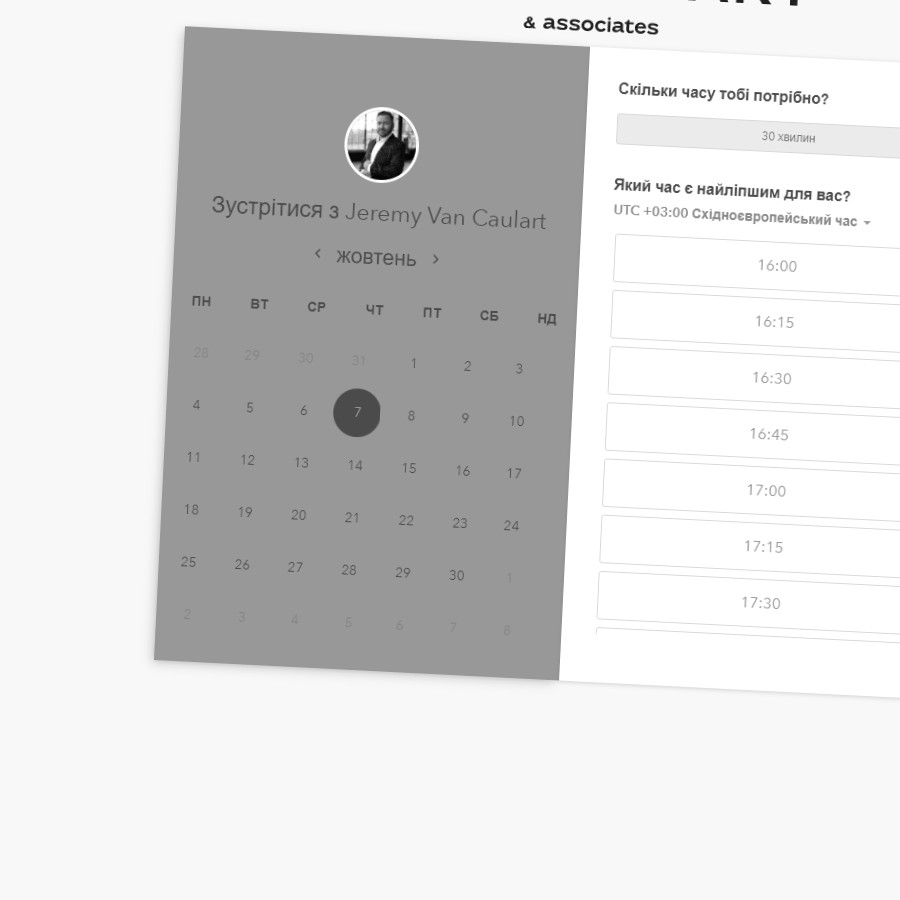 & associates
Зустрітися з Jeremy Van Caulart
жовтень
ПН ВТ СР ЧТ ПТ СБ НД
28 29 30 31 1 2 3
4 5 6 7 8 9 10
11 12 13 14 15 16 17
18 19 20 21 22 23 24
25 26 27 28 29 30 1
2 3 4 5 6 7 8
Скільки часу тобі потрібно?
30 хвилин
Який час є найліпшим для вас?
UTC +03:00 Східноєвропейський час
16:00
16:15
16:30
16:45
17:00
17:15
17:30